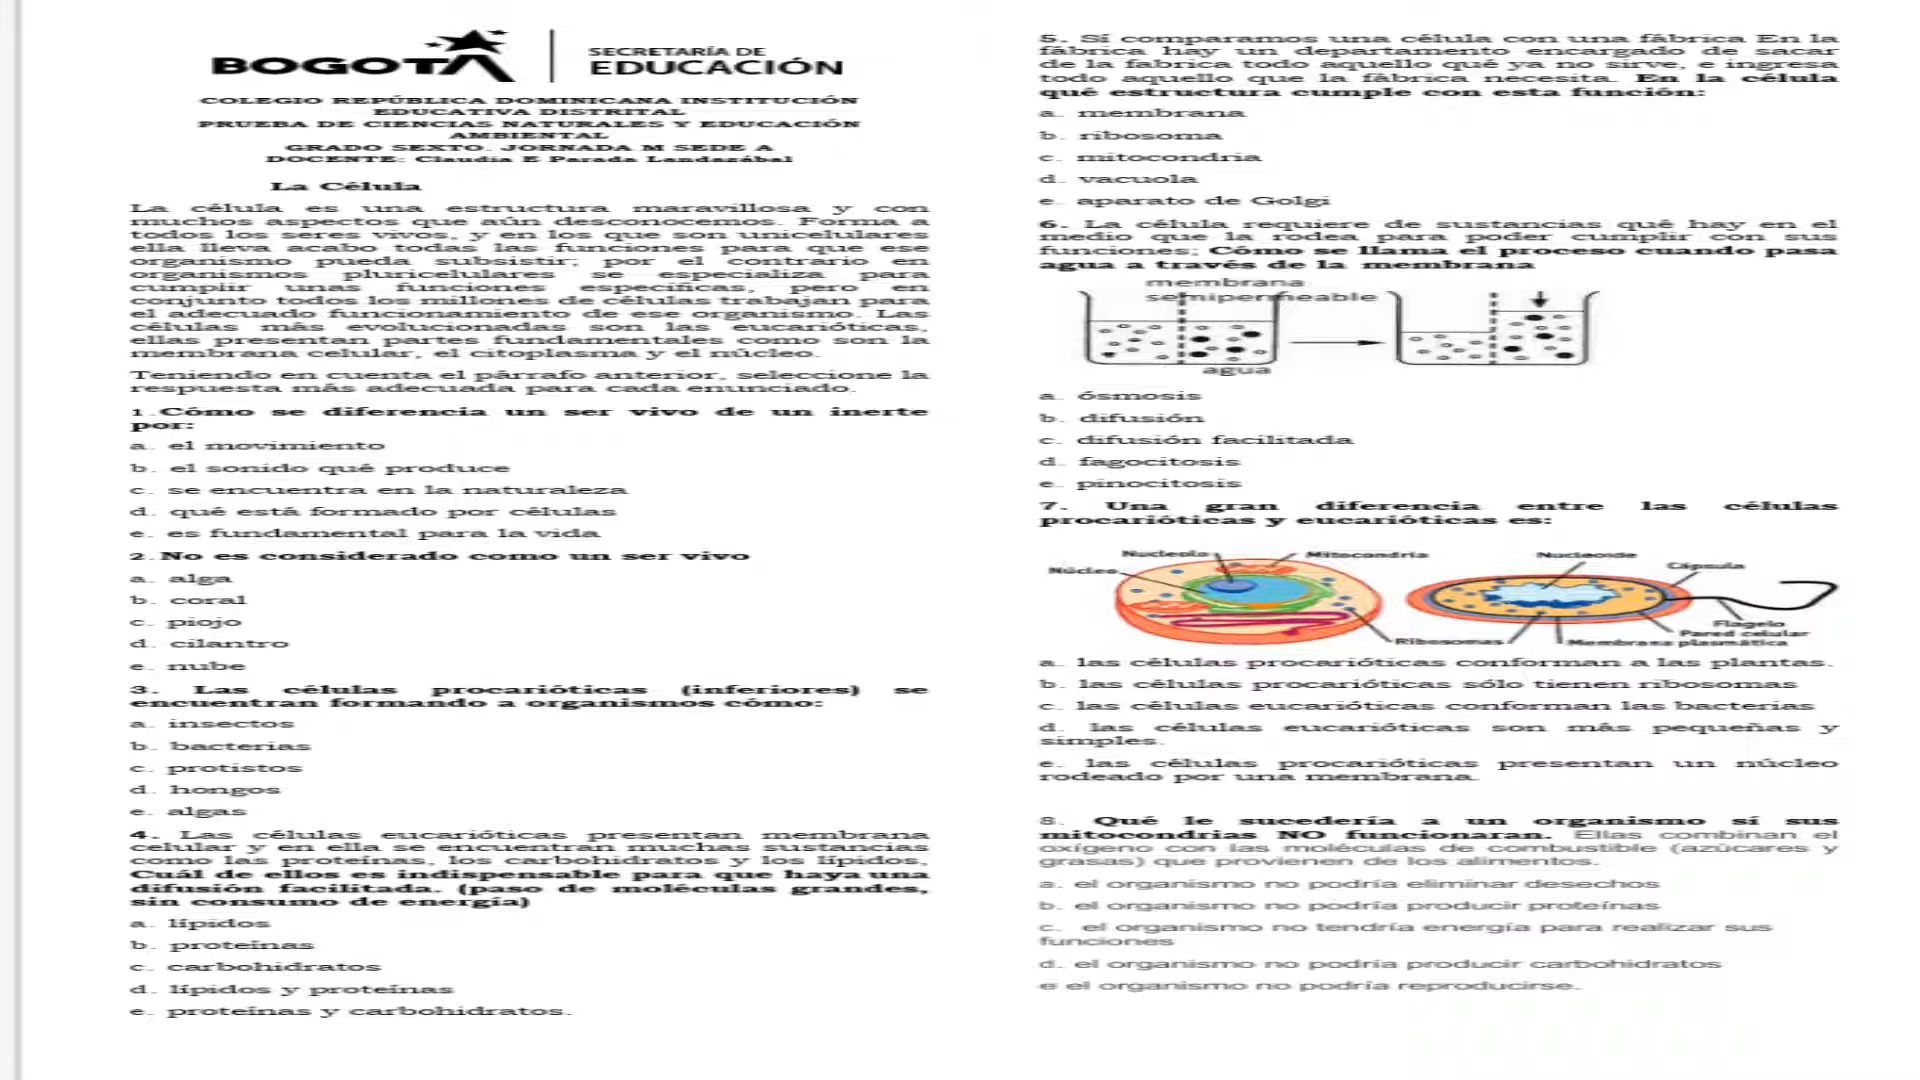 BOGOTÁ
SECRETARÍA DE
EDUCACIÓN
COLEGIO REPÚBLICA DOMINICANA INSTITUCIÓN
EDUCATIVA DISTRITAL
PRUEBA DE CIENCIAS NATURALES Y EDUCACIÓN
AMBIENTAL
GRADO SEXTO. JORNADA M SEDE A
DOCENTE: Claudia E Parada Landazábal
La Célula
La célula es una estructura maravillosa y con
muchos aspectos que aún desconocemos. Forma a
todos los seres vivos, y en los que son unicelulares
ella lleva acabo todas las funciones para que ese
organismo pueda subsistir; por el contrario en
organismos pluricelulares se especializa para
cumplir unas funciones específicas, pero en
conjunto todos los millones de células trabajan para
el adecuado funcionamiento de ese organismo. Las
células más evolucionadas son las eucarióticas,
ellas presentan partes fundamentales como son la
membrana celular, el citoplasma y el núcleo.
Teniendo en cuenta el párrafo anterior, seleccione la
respuesta más adecuada para cada enunciado.
1.Cómo se diferencia un ser vivo de un inerte
por:
a. el movimiento
b. el sonido qué produce
c. se encuentra en la naturaleza
d. qué está formado por células
e. es fundamental para la vida
2.No es considerado como un ser vivo
a. alga
b. coral
c. piojo
d. cilantro
e. nube
3. Las células procarióticas (inferiores) se
encuentran formando a organismos cómo:
a. insectos
b. bacterias
c. protistos
d. hongos
e. algas
4. Las células eucarióticas presentan membrana
celular y en ella se encuentran muchas sustancias
como las proteínas, los carbohidratos y los lípidos,
Cuál de ellos es indispensable para que haya una
difusión facilitada. (paso de moléculas grandes,
sin consumo de energía)
a. lípidos
b. proteínas
c. carbohidratos
d. lípidos y proteínas
e. proteínas y carbohidratos.
5. Sí comparamos una célula con una fábrica En la
fábrica hay un departamento encargado de sacar
de la fabrica todo aquello qué ya no sirve, e ingresa
todo aquello que la fábrica necesita. En la célula
qué estructura cumple con esta función:
a. membrana
b. ribosoma
c. mitocondria
d. vacuola
e. aparato de Golgi
6. La célula requiere de sustancias qué hay en el
medio que la rodea para poder cumplir con sus
funciones; Cómo se llama el proceso cuando pasa
agua a través de la membrana
membrana
semipermeable
agua
a. ósmosis
b. difusión
c. difusión facilitada
d. fagocitosis
e. pinocitosis
7. Una gran diferencia entre las células
procarióticas y eucarióticas es:
Nucleolo
Mitocondria
Núcleo
Ribosomas
Nucleoide
Cápsula
Flagelo
Pared celular
Membrana plasmática
a. las células procarióticas conforman a las plantas.
b. las células procarióticas sólo tienen ribosomas
c. las células eucarióticas conforman las bacterias
d. las células eucarióticas son más pequeñas y
simples.
e. las células procarióticas presentan un núcleo
rodeado por una membrana.
8. Qué le sucedería a un organismo sí sus
mitocondrias NO funcionaran. Ellas combinan el
oxígeno con las moléculas de combustible (azúcares y
grasas) que provienen de los alimentos.
a. el organismo no podría eliminar desechos
b. el organismo no podría producir proteínas
c. el organismo no tendría energía para realizar sus
funciones
d. el organismo no podría producir carbohidratos
e el organismo no podría reproducirse.